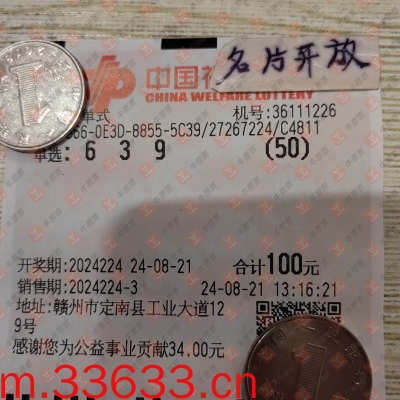 中国福
名片开放
CHINA WELFARE LOTTERY
单式
机号:36111226
66-0E3D-8855-5C39/27267224/C4811
单选: 6 3 9 (50)
开奖期:2024224 24-08-21 合计100元
销售期:2024224-3 24-08-21 13:16:21
地址:赣州市定南县工业大道12
9号
感谢您为公益事业贡献34.00元
m.33633.cn